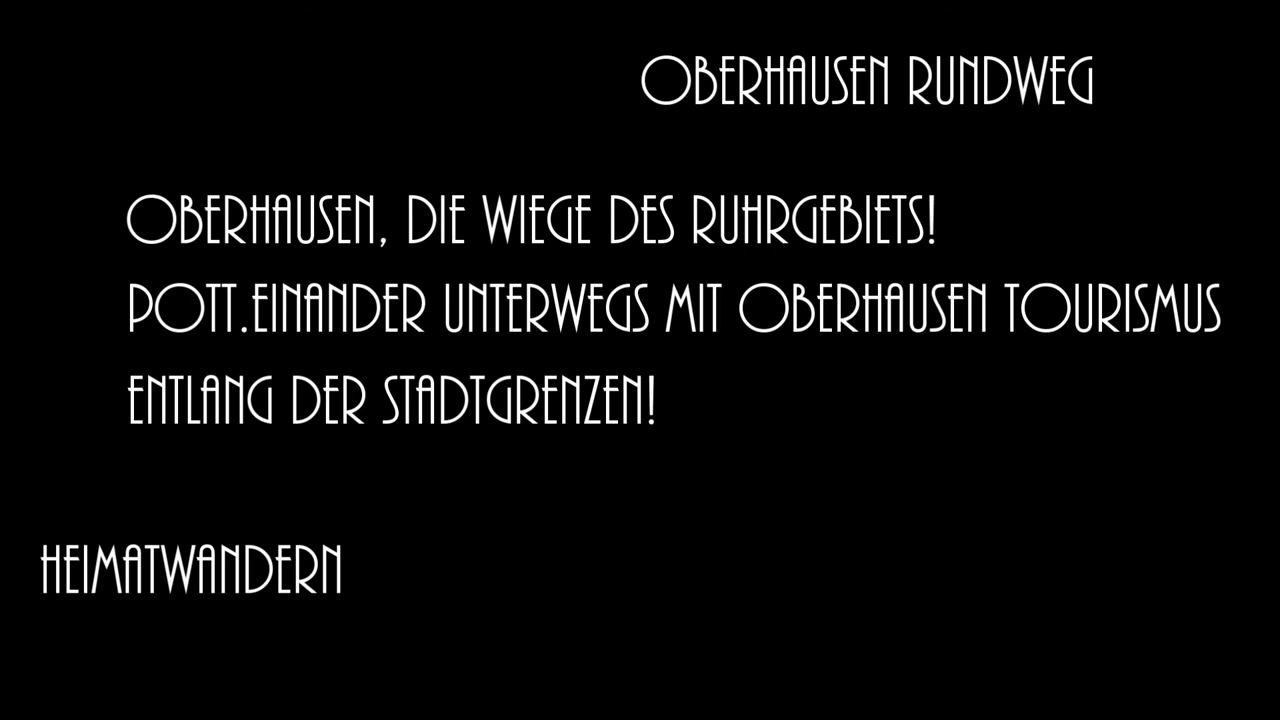 OBERHAUSEN RUNDWEG
OBERHAUSEN, DIE WIEGE DES RUHRGEBIETS!
POTT.EINANDER UNTERWEGS MIT OBERHAUSEN TOURISMUS
ENTLANG DER STADTGRENZEN!
HEIMATWANDERN